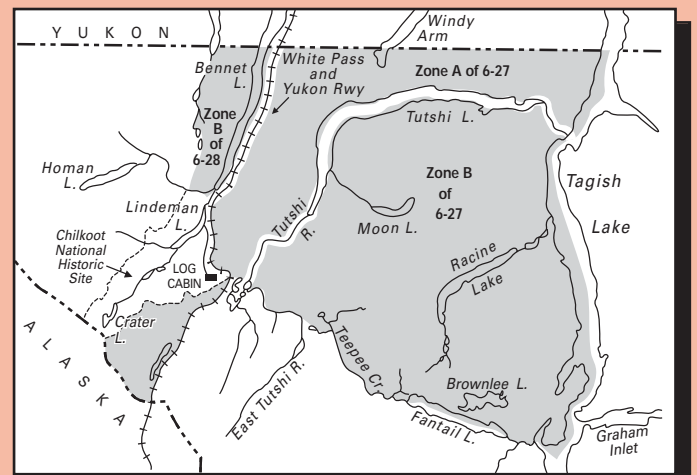 YUKON
Windy
Arm
Bennet
L.
White Pass
and
Yukon Rwy
Zone A of 6-27
Zone
B
of
6-28
Tutshi L.
Zone B
of
6-27
Homan
L.
Tagish
Lake
Lindeman
L.
Tutshi
R.
Moon L.
Chilkoot
National
Historic
Site
LOG
CABIN
Racine
Lake
Crater
L.
ALASKA
Teepee Cr.
Brownlee L.
East Tutshi R.
Fantail L.
Graham
Inlet